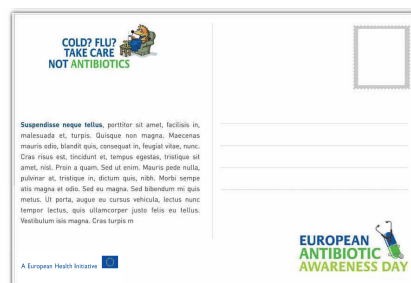 COLD? FLU?
TAKE CARE
NOT ANTIBIOTICS
Suspendisse neque tellus, porttitor sit amet, facilisis in,
malesuada et, turpis. Quisque non magna. Maecenas
mauris odio, blandit quis, consequat in, feugiat vitae, nunc.
Cras risus est, tincidunt et, tempus egestas, tristique sit
amet, nisl. Proin a quam. Sed ut enim. Mauris pede nulla,
pulvinar at, tristique in, dictum quis, nibh. Morbi sempe
atis magna et odio. Sed eu magna. Sed bibendum mi quis
metus. Ut porta, augue eu cursus vehicula, lectus nunc
tempor lectus, quis ullamcorper justo felis eu tellus.
Vestibulum isis magna. Cras turpis m
A European Health Initiative
EUROPEAN
ANTIBIOTIC
AWARENESS DAY